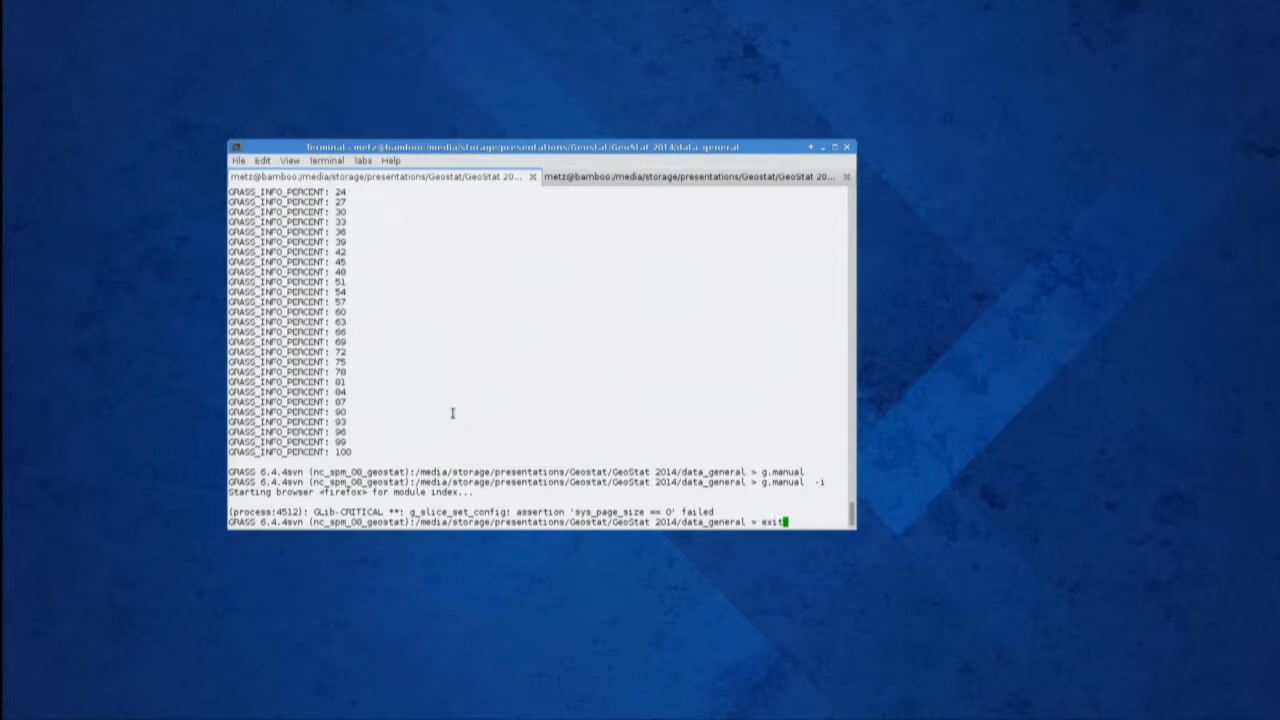 Terminal - metz@bamboo:/media/storage/presentations/Geostat/GeoStat 2014/data_general
File Edit View Terminal Tabs Help
metz@bamboo:/media/storage/presentations/Geostat/GeoStat 20... metz@bamboo:/media/storage/presentations/Geostat/GeoStat 20...
GRASS_INFO_PERCENT: 24
GRASS_INFO_PERCENT: 27
GRASS_INFO_PERCENT: 30
GRASS_INFO_PERCENT: 33
GRASS_INFO_PERCENT: 36
GRASS_INFO_PERCENT: 39
GRASS_INFO_PERCENT: 42
GRASS_INFO_PERCENT: 45
GRASS_INFO_PERCENT: 48
GRASS_INFO_PERCENT: 51
GRASS_INFO_PERCENT: 54
GRASS_INFO_PERCENT: 57
GRASS_INFO_PERCENT: 60
GRASS_INFO_PERCENT: 63
GRASS_INFO_PERCENT: 66
GRASS_INFO_PERCENT: 69
GRASS_INFO_PERCENT: 72
GRASS_INFO_PERCENT: 75
GRASS_INFO_PERCENT: 78
GRASS_INFO_PERCENT: 81
GRASS_INFO_PERCENT: 84
GRASS_INFO_PERCENT: 87
GRASS_INFO_PERCENT: 90
GRASS_INFO_PERCENT: 93
GRASS_INFO_PERCENT: 96
GRASS_INFO_PERCENT: 99
GRASS_INFO_PERCENT: 100
GRASS 6.4.4svn (nc_spm_08_geostat):/media/storage/presentations/Geostat/GeoStat 2014/data_general > g.manual
GRASS 6.4.4svn (nc_spm_08_geostat):/media/storage/presentations/Geostat/GeoStat 2014/data_general > g.manual -i
Starting browser <firefox> for module index...
(process:4512): GLib-CRITICAL **: g_slice_set_config: assertion 'sys_page_size == 0' failed
GRASS 6.4.4svn (nc_spm_08_geostat):/media/storage/presentations/Geostat/GeoStat 2014/data_general > exit